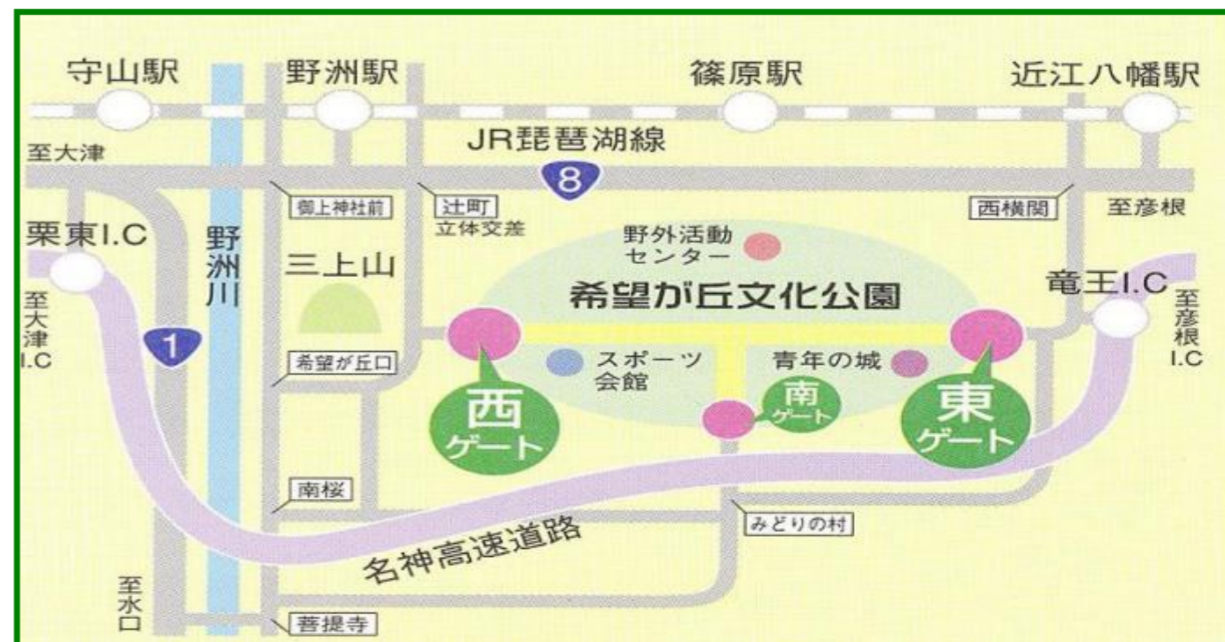 守山駅
野洲駅
篠原駅
近江八幡駅
JR琵琶湖線
至大津
8
御上神社前
辻町
立体交差
西横関
至彦根
栗東I.C
野洲川
三上山
野外活動
センター
希望が丘文化公園
竜王I.C
至大津I.C
至彦根I.C
1
希望が丘口
スポーツ
会館
青年の城
西
ゲート
南
ゲート
東
ゲート
南桜
みどりの村
名神高速道路
至水口
菩提寺